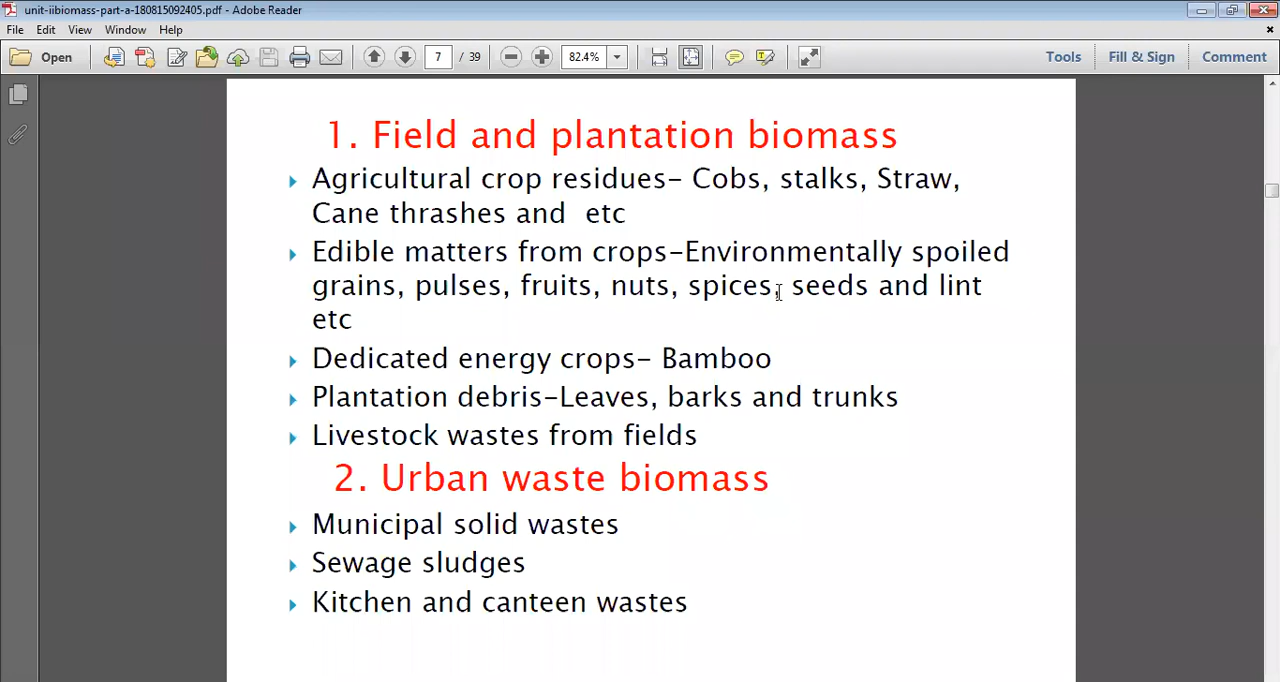 unit-iibiomass-part-a-180815092405.pdf - Adobe Reader
File Edit View Window Help
Open 7 / 39 82.4% Tools Fill & Sign Comment
1. Field and plantation biomass
Agricultural crop residues- Cobs, stalks, Straw,
Cane thrashes and etc
Edible matters from crops-Environmentally spoiled
grains, pulses, fruits, nuts, spices, seeds and lint
etc
Dedicated energy crops- Bamboo
Plantation debris-Leaves, barks and trunks
Livestock wastes from fields
2. Urban waste biomass
Municipal solid wastes
Sewage sludges
Kitchen and canteen wastes